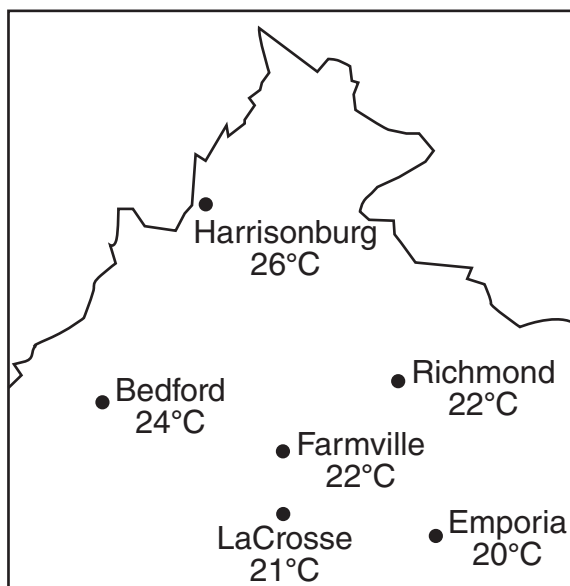 Harrisonburg
26°C
Richmond
22°C
Bedford
24°C
Farmville
22°C
LaCrosse
21°C
Emporia
20°C